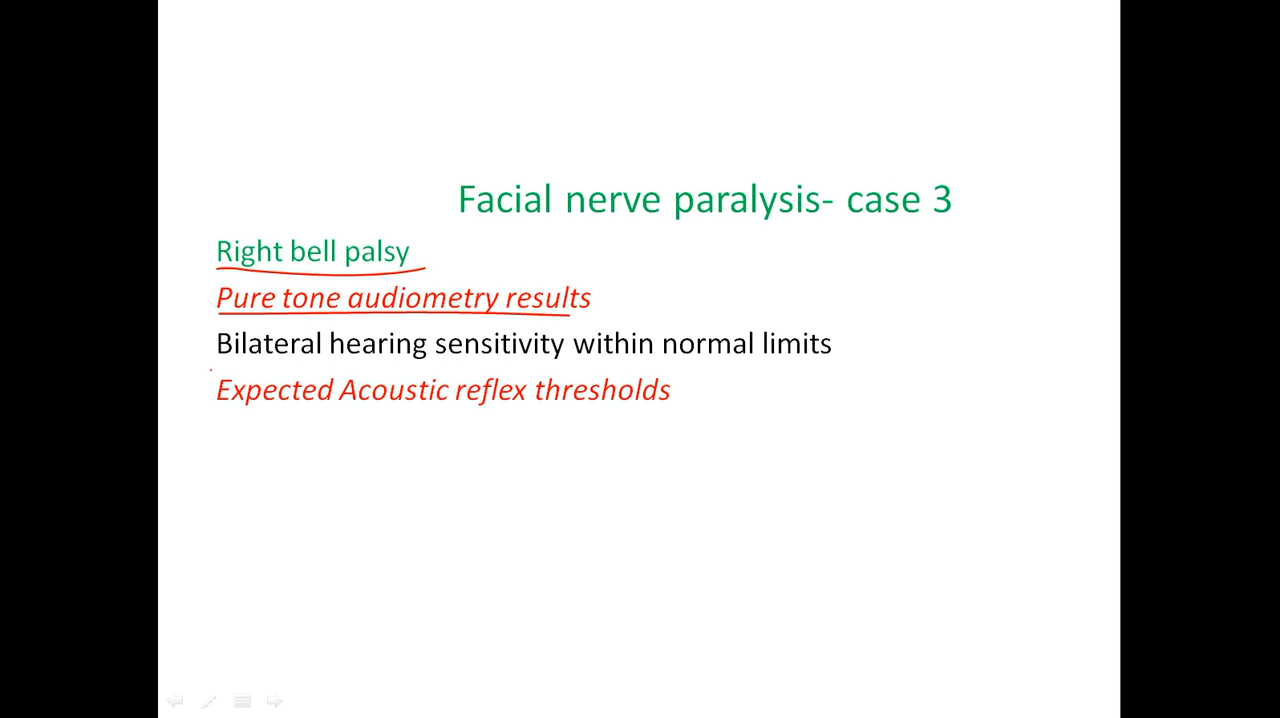 Facial nerve paralysis- case 3
Right bell palsy
Pure tone audiometry results
Bilateral hearing sensitivity within normal limits
Expected Acoustic reflex thresholds